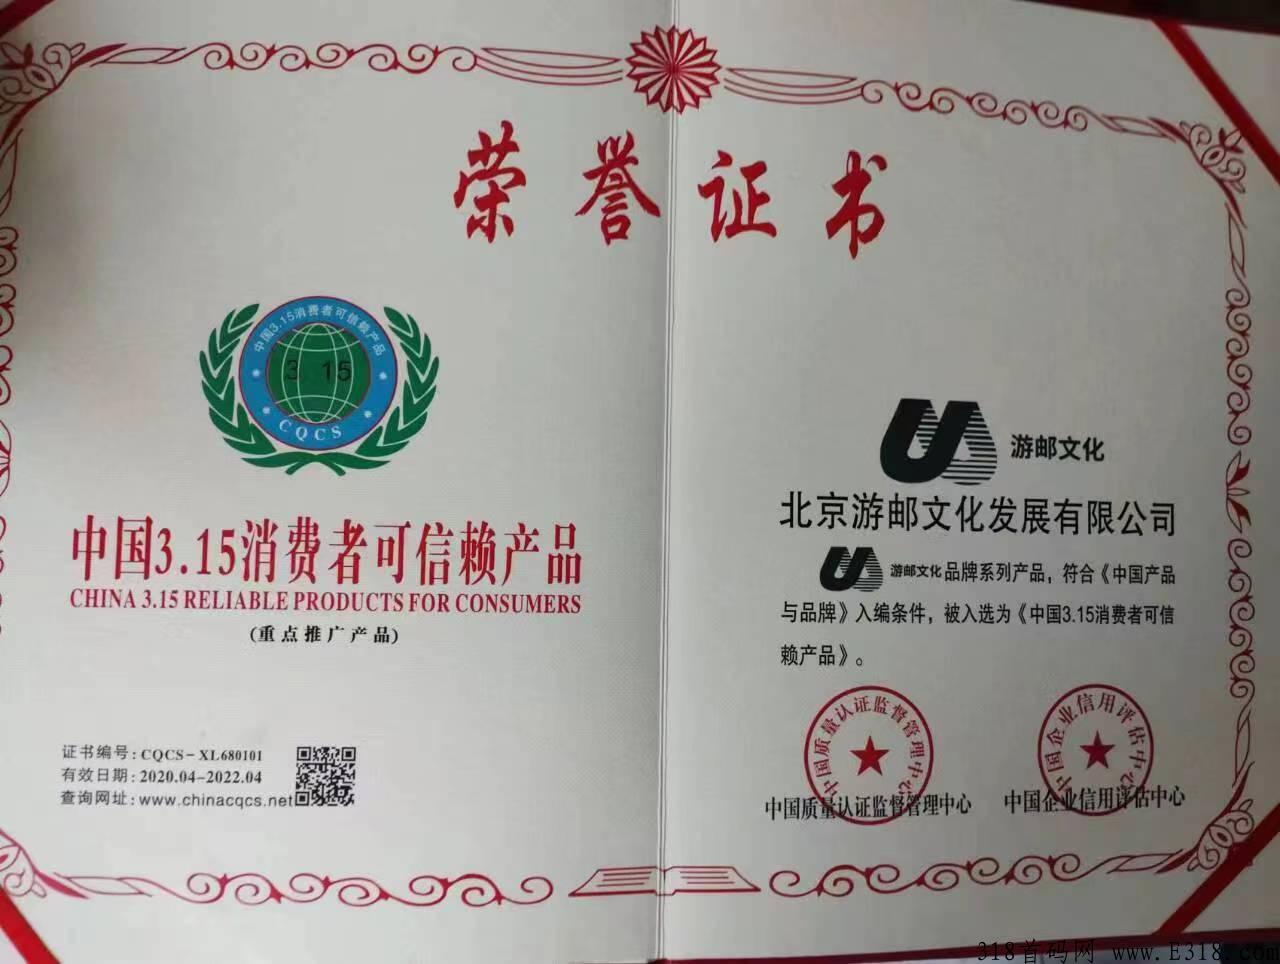 荣誉证书
中国3.15消费者可信赖产品
3 15
CQCS
中国3.15消费者可信赖产品
CHINA 3.15 RELIABLE PRODUCTS FOR CONSUMERS
(重点推广产品)
证书编号: CQCS-XL680101
有效日期: 2020.04-2022.04
查询网址: www.chinacqcs.net
游邮文化
北京游邮文化发展有限公司
游邮文化品牌系列产品，符合《中国产品
与品牌》入编条件，被入选为《中国3.15消费者可信
赖产品》。
中国质量认证监督管理中心
中国企业信用评估中心
中国质量认证监督管理中心
中国企业信用评估中心
318首码网 www.E318.com